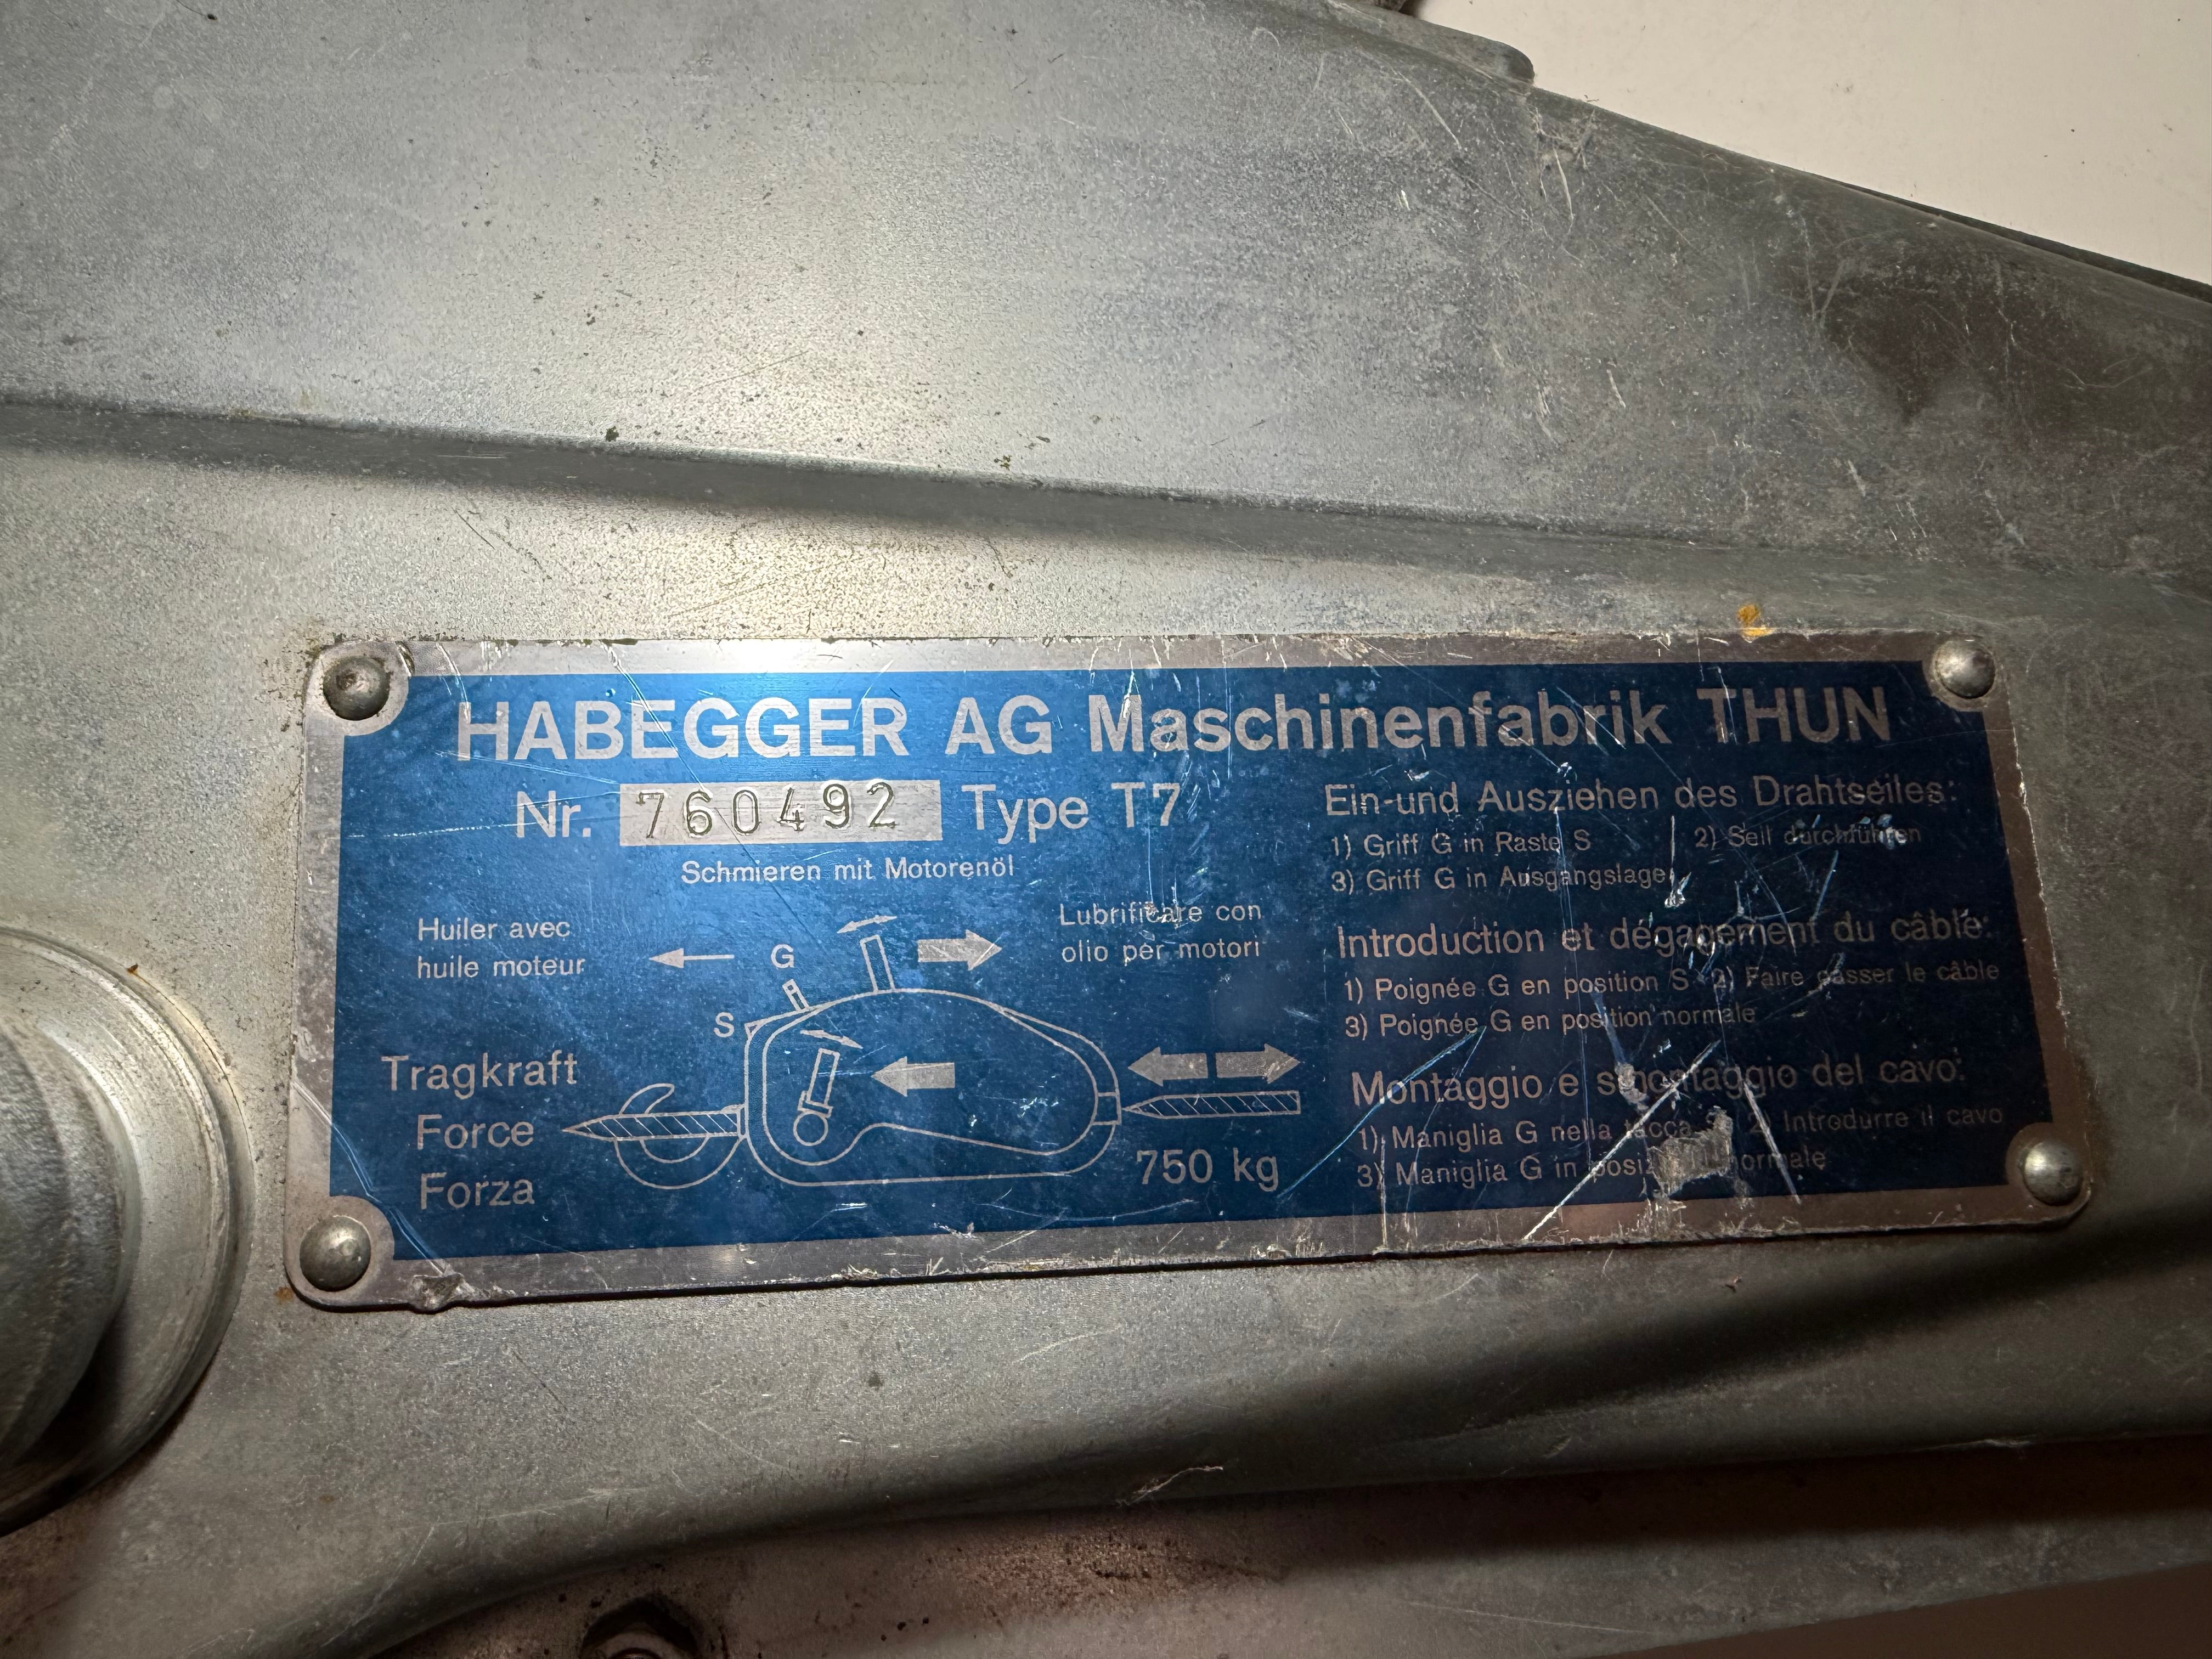 HABEGGER AG Maschinenfabrik THUN
Nr. 760492 Type T7
Schmieren mit Motorenöl
Huiler avec
huile moteur
Lubrificare con
olio per motori
G
S
Tragkraft
Force
Forza
750 kg
Ein-und Ausziehen des Drahtseiles:
1) Griff G in Raste S 2) Seil durchführen
3) Griff G in Ausgangslage
Introduction et dégagement du câble:
1) Poignée G en position S 2) Faire passer le câble
3) Poignée G en position normale
Montaggio e smontaggio del cavo:
1) Maniglia G nella tacca S 2) Introdurre il cavo
3) Maniglia G in normale